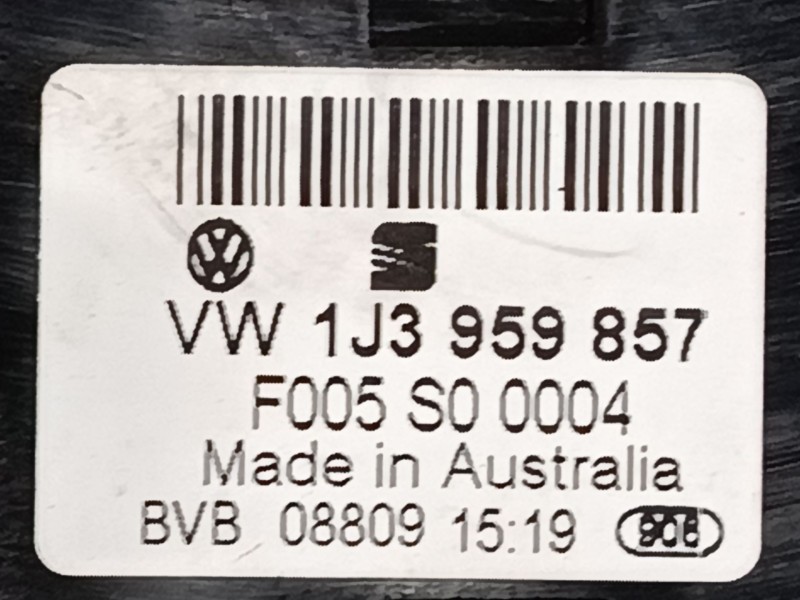 VW 1J3 959 857
F005 S0 0004
Made in Australia
BVB 08809 15:19